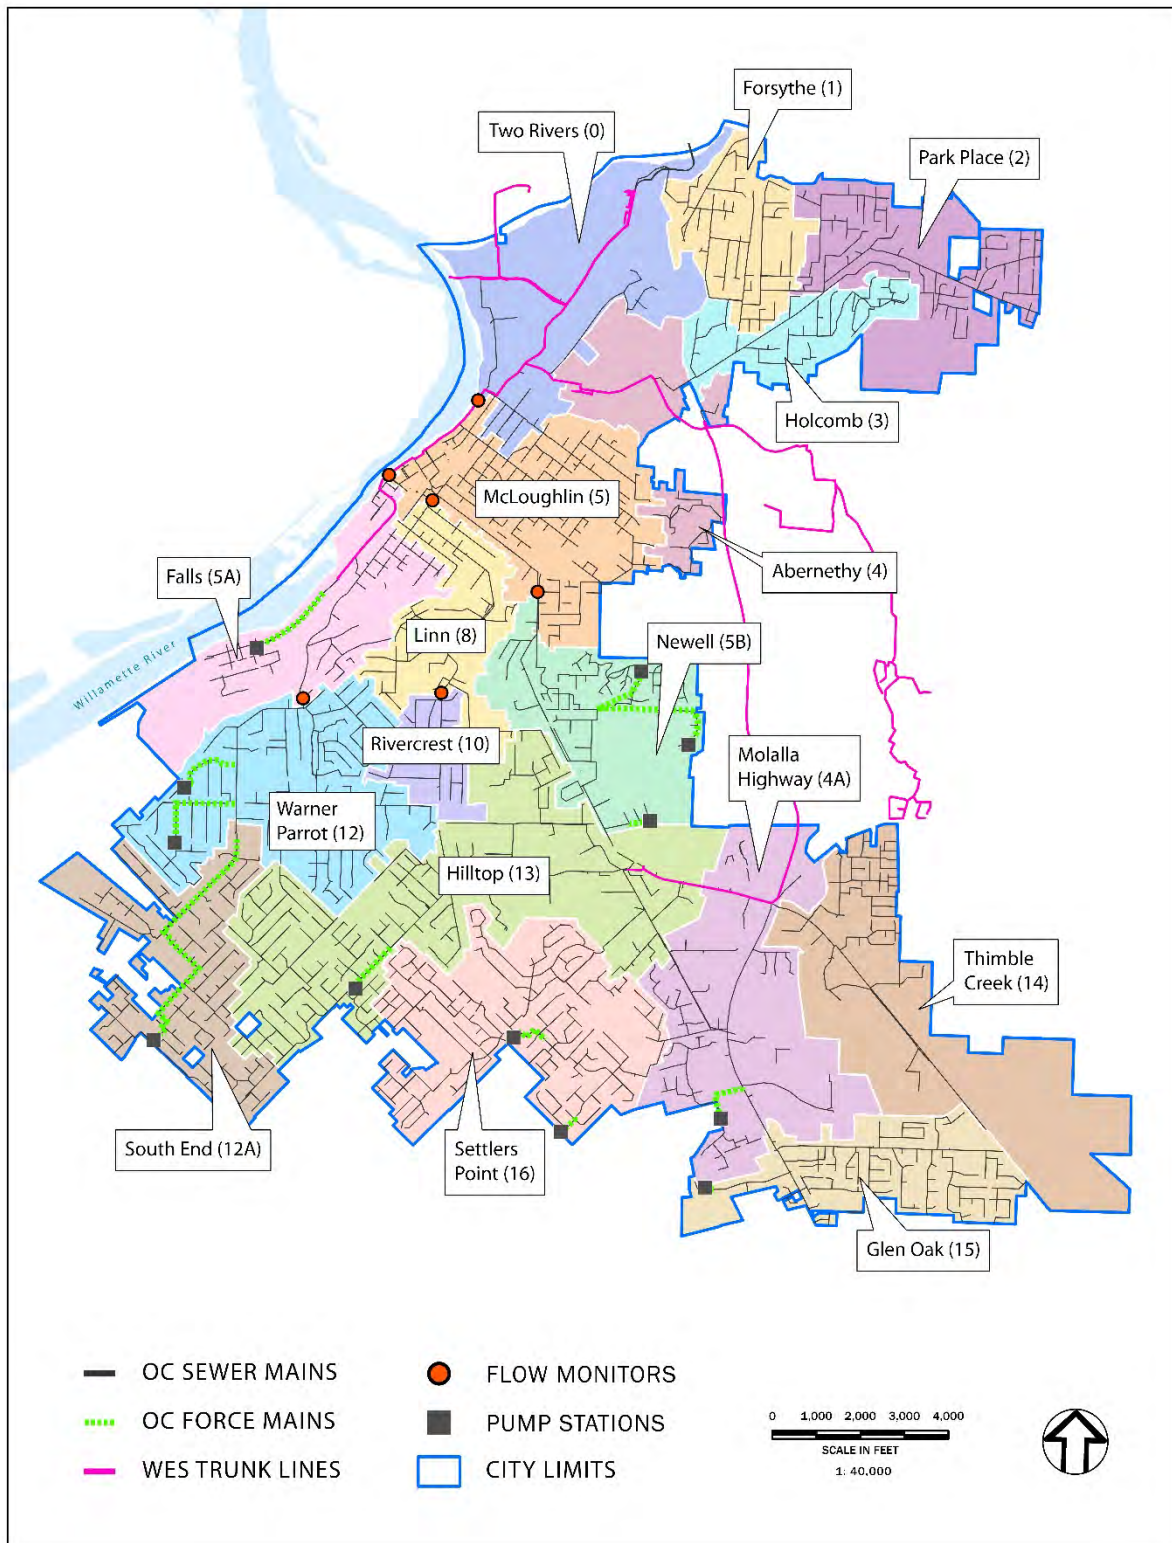 Forsythe (1)
Two Rivers (0)
Park Place (2)
Holcomb (3)
McLoughlin (5)
Abernethy (4)
Falls (5A)
Linn (8)
Newell (5B)
Willamette River
Rivercrest (10)
Molalla
Highway (4A)
Warner
Parrot (12)
Hilltop (13)
Thimble
Creek (14)
South End (12A)
Settlers
Point (16)
Glen Oak (15)
OC SEWER MAINS
OC FORCE MAINS
WES TRUNK LINES
FLOW MONITORS
PUMP STATIONS
CITY LIMITS
0 1,000 2,000 3,000 4,000
SCALE IN FEET
1: 40,000